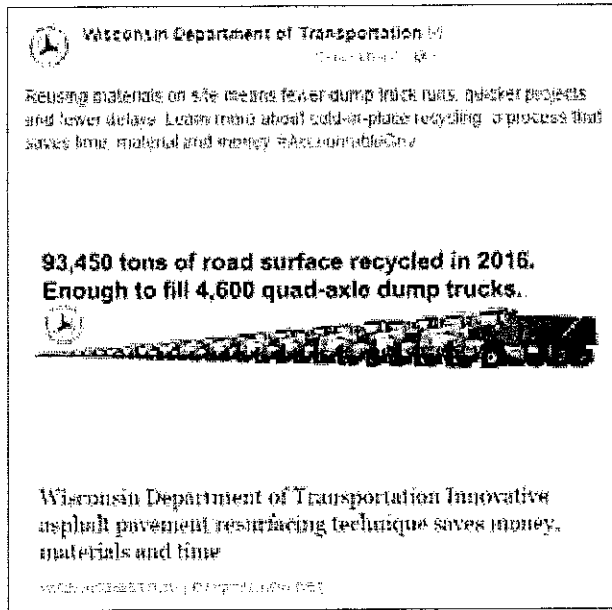 Wisconsin Department of Transportation
Reusing materials on site means fewer dump truck runs, quicker projects
and fewer delays. Learn more about cold-in-place recycling, a process that
saves time, material and money. #AccountableGov
93,450 tons of road surface recycled in 2016.
Enough to fill 4,600 quad-axle dump trucks.
Wisconsin Department of Transportation Innovative
asphalt pavement resurfacing technique saves money,
materials and time